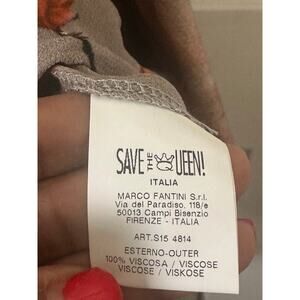 SAVE THE QUEEN!
ITALIA
MARCO FANTINI S.r.l.
Via del Paradiso, 118/e
50013 Campi Bisenzio
FIRENZE - ITALY
ART.S15 4814
ESTERNO-OUTER
100% VISCOSA / VISCOSE
VISCOSE / VISKOSE